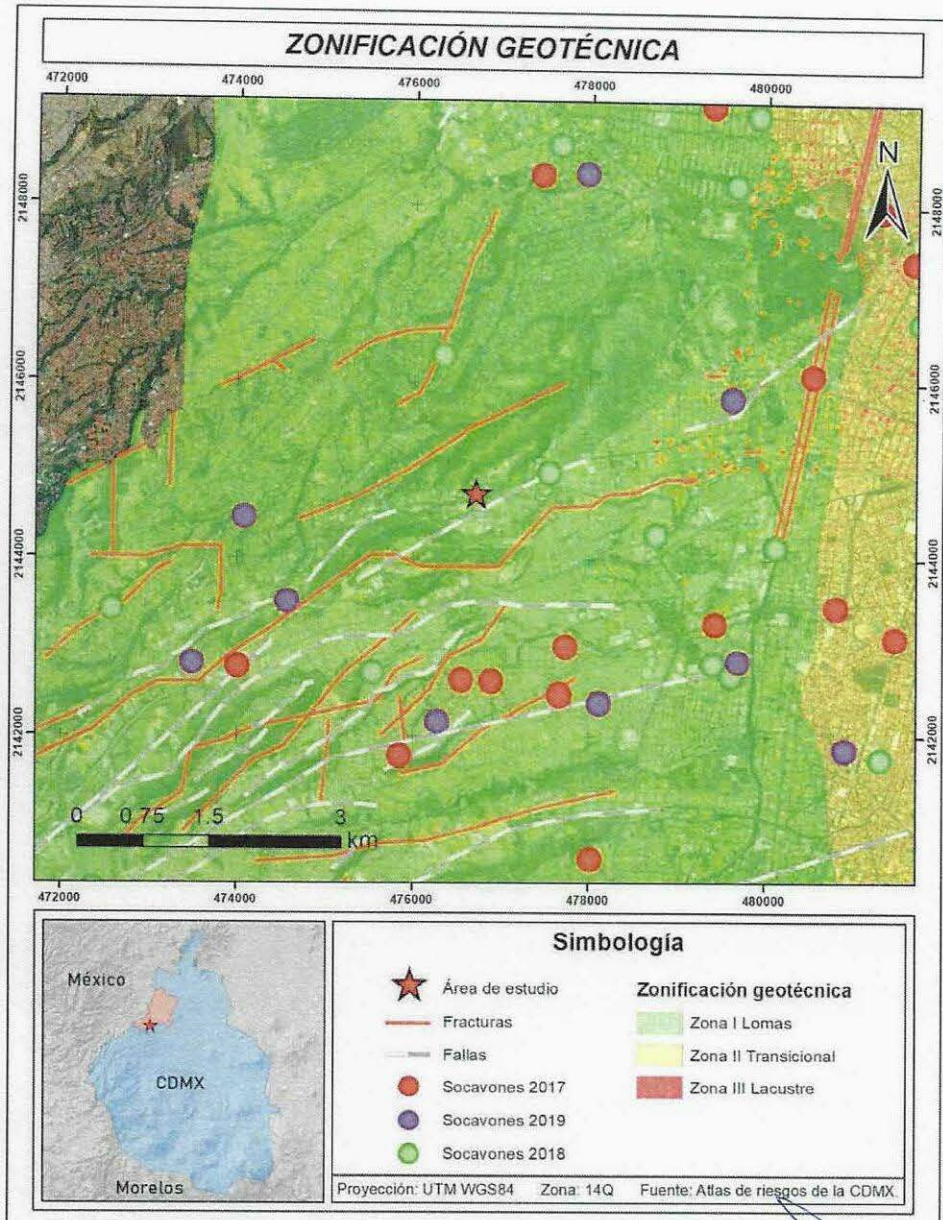 ZONIFICACIÓN GEOTÉCNICA
472000 474000 476000 478000 480000
N
2148000 2148000
2146000 2146000
2144000 2144000
2142000 2142000
0 0.75 1.5 3
km
472000 474000 476000 478000 480000
México
CDMX
Morelos
Simbología
Área de estudio
Fracturas
Fallas
Socavones 2017
Socavones 2019
Socavones 2018
Zonificación geotécnica
Zona I Lomas
Zona II Transicional
Zona III Lacustre
Proyección: UTM WGS84 Zona: 14Q Fuente: Atlas de riesgos de la CDMX.